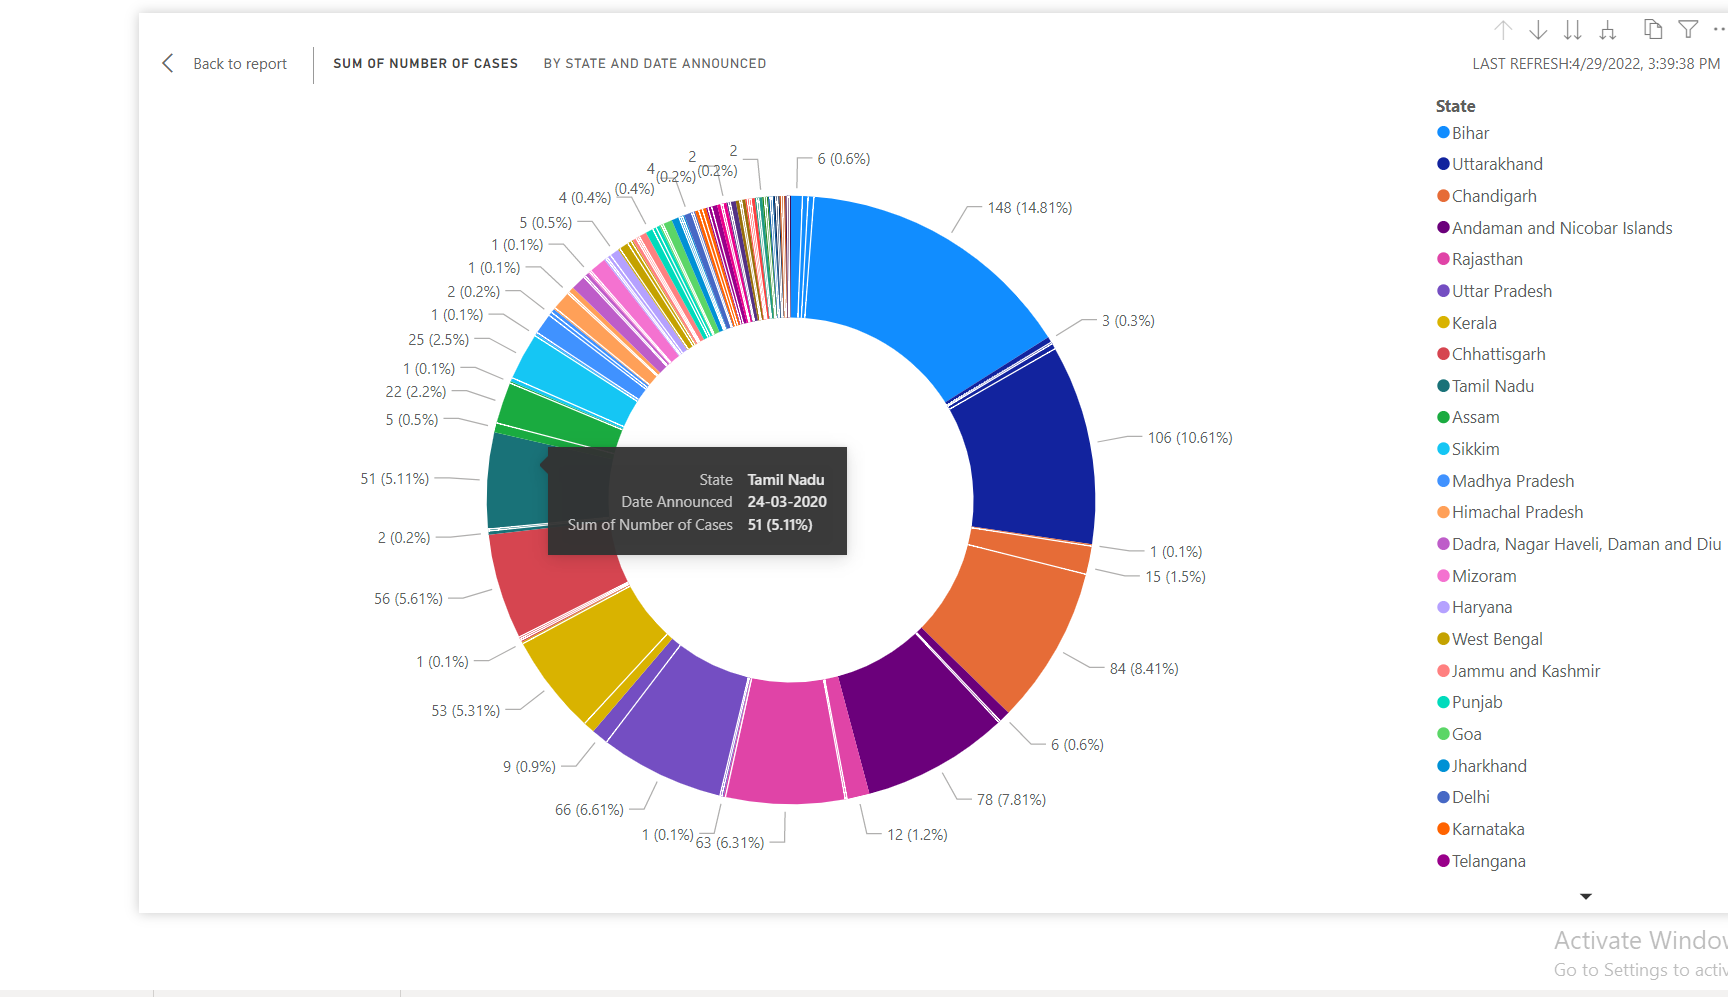 Back to report
SUM OF NUMBER OF CASES
BY STATE AND DATE ANNOUNCED
LAST REFRESH:4/29/2022, 3:39:38 PM
State
Bihar
Uttarakhand
Chandigarh
Andaman and Nicobar Islands
Rajasthan
Uttar Pradesh
Kerala
Chhattisgarh
Tamil Nadu
Assam
Sikkim
Madhya Pradesh
Himachal Pradesh
Dadra, Nagar Haveli, Daman and Diu
Mizoram
Haryana
West Bengal
Jammu and Kashmir
Punjab
Goa
Jharkhand
Delhi
Karnataka
Telangana
6 (0.6%)
148 (14.81%)
3 (0.3%)
106 (10.61%)
1 (0.1%)
15 (1.5%)
84 (8.41%)
6 (0.6%)
78 (7.81%)
12 (1.2%)
63 (6.31%)
1 (0.1%)
66 (6.61%)
9 (0.9%)
53 (5.31%)
1 (0.1%)
56 (5.61%)
2 (0.2%)
51 (5.11%)
5 (0.5%)
22 (2.2%)
1 (0.1%)
25 (2.5%)
1 (0.1%)
2 (0.2%)
1 (0.1%)
1 (0.1%)
5 (0.5%)
4 (0.4%)
4
(0.4%)
2
(0.2%)
2
(0.2%)
State Tamil Nadu
Date Announced 24-03-2020
Sum of Number of Cases 51 (5.11%)
Activate Window
Go to Settings to activ